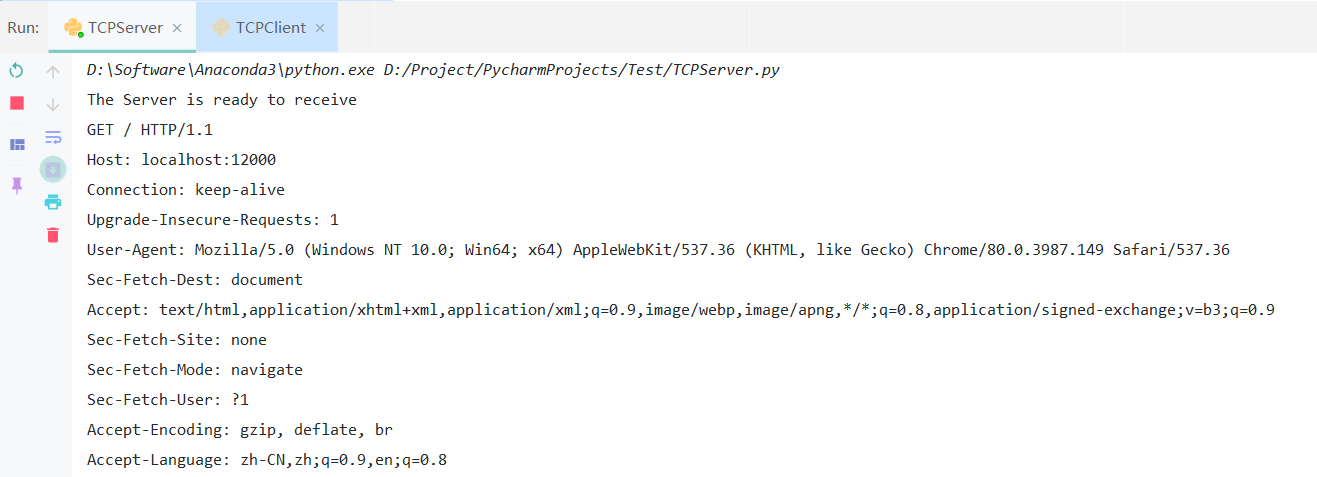 Run: TCPServer × TCPClient ×
D:\Software\Anaconda3\python.exe D:/Project/PycharmProjects/Test/TCPServer.py
The Server is ready to receive
GET / HTTP/1.1
Host: localhost:12000
Connection: keep-alive
Upgrade-Insecure-Requests: 1
User-Agent: Mozilla/5.0 (Windows NT 10.0; Win64; x64) AppleWebKit/537.36 (KHTML, like Gecko) Chrome/80.0.3987.149 Safari/537.36
Sec-Fetch-Dest: document
Accept: text/html,application/xhtml+xml,application/xml;q=0.9,image/webp,image/apng,*/*;q=0.8,application/signed-exchange;v=b3;q=0.9
Sec-Fetch-Site: none
Sec-Fetch-Mode: navigate
Sec-Fetch-User: ?1
Accept-Encoding: gzip, deflate, br
Accept-Language: zh-CN,zh;q=0.9,en;q=0.8